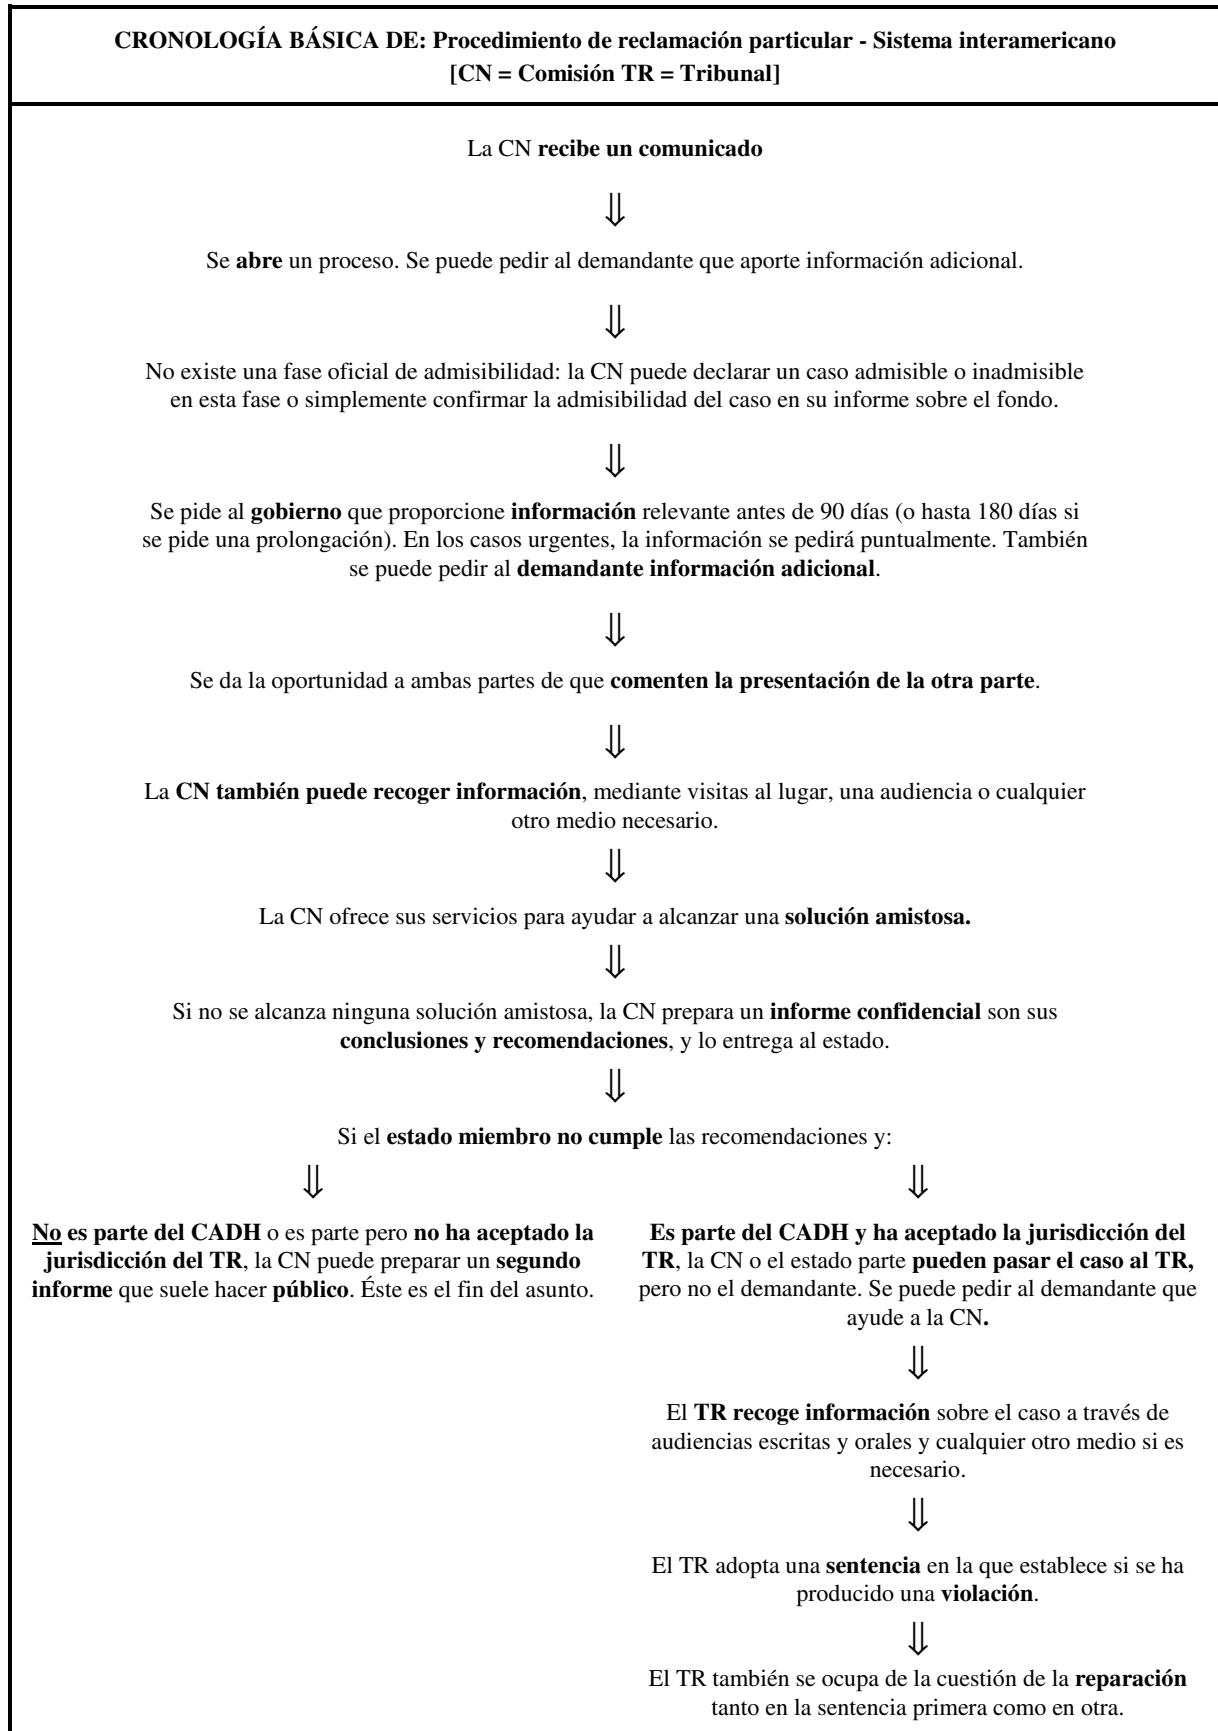 CRONOLOGÍA BÁSICA DE: Procedimiento de reclamación particular - Sistema interamericano
[CN = Comisión TR = Tribunal]
La CN recibe un comunicado
⇓
Se abre un proceso. Se puede pedir al demandante que aporte información adicional.
⇓
No existe una fase oficial de admisibilidad: la CN puede declarar un caso admisible o inadmisible
en esta fase o simplemente confirmar la admisibilidad del caso en su informe sobre el fondo.
⇓
Se pide al gobierno que proporcione información relevante antes de 90 días (o hasta 180 días si
se pide una prolongación). En los casos urgentes, la información se pedirá puntualmente. También
se puede pedir al demandante información adicional.
⇓
Se da la oportunidad a ambas partes de que comenten la presentación de la otra parte.
⇓
La CN también puede recoger información, mediante visitas al lugar, una audiencia o cualquier
otro medio necesario.
⇓
La CN ofrece sus servicios para ayudar a alcanzar una solución amistosa.
⇓
Si no se alcanza ninguna solución amistosa, la CN prepara un informe confidencial son sus
conclusiones y recomendaciones, y lo entrega al estado.
⇓
Si el estado miembro no cumple las recomendaciones y:
⇓
No es parte del CADH o es parte pero no ha aceptado la
jurisdicción del TR, la CN puede preparar un segundo
informe que suele hacer público. Éste es el fin del asunto.
⇓
Es parte del CADH y ha aceptado la jurisdicción del
TR, la CN o el estado parte pueden pasar el caso al TR,
pero no el demandante. Se puede pedir al demandante que
ayude a la CN.
⇓
El TR recoge información sobre el caso a través de
audiencias escritas y orales y cualquier otro medio si es
necesario.
⇓
El TR adopta una sentencia en la que establece si se ha
producido una violación.
⇓
El TR también se ocupa de la cuestión de la reparación
tanto en la sentencia primera como en otra.